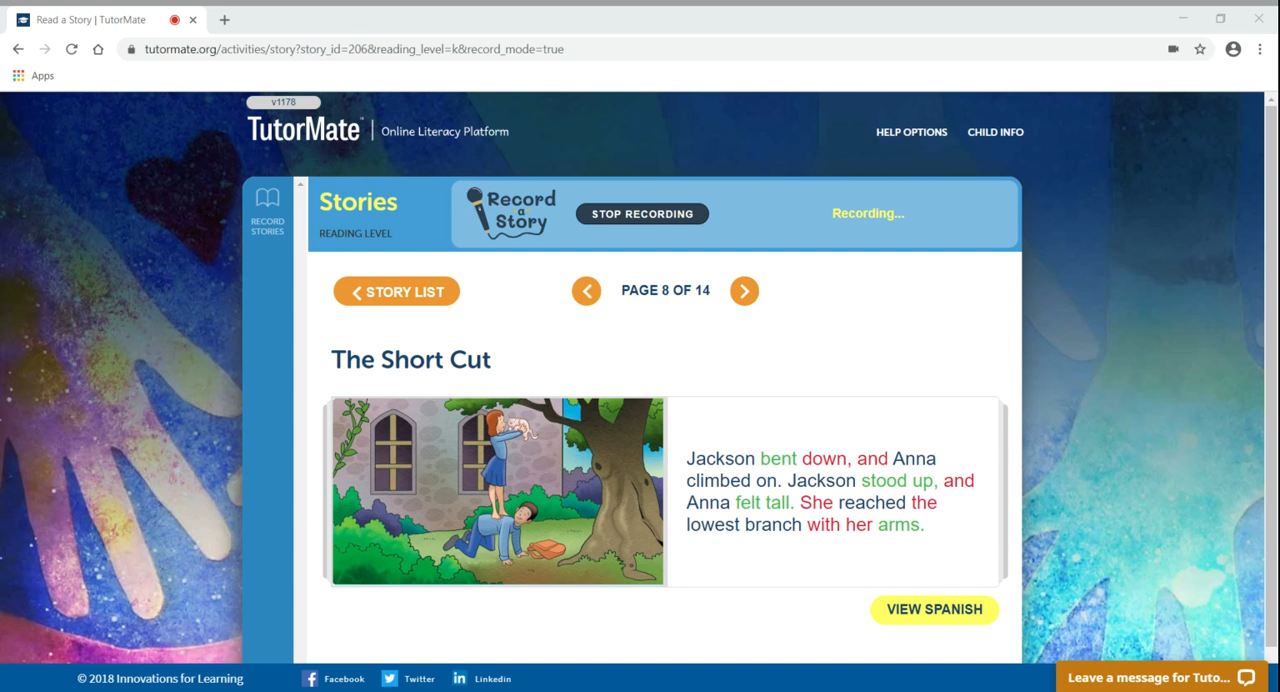 Read a Story | TutorMate
tutormate.org/activities/story?story_id=206&reading_level=k&record_mode=true
Apps
v1178
TutorMate | Online Literacy Platform
HELP OPTIONS CHILD INFO
RECORD
STORIES
Stories
READING LEVEL
Record
a
Story
STOP RECORDING
Recording...
STORY LIST
PAGE 8 OF 14
The Short Cut
Jackson bent down, and Anna
climbed on. Jackson stood up, and
Anna felt tall. She reached the
lowest branch with her arms.
VIEW SPANISH
© 2018 Innovations for Learning
Facebook
Twitter
Linkedin
Leave a message for Tuto...